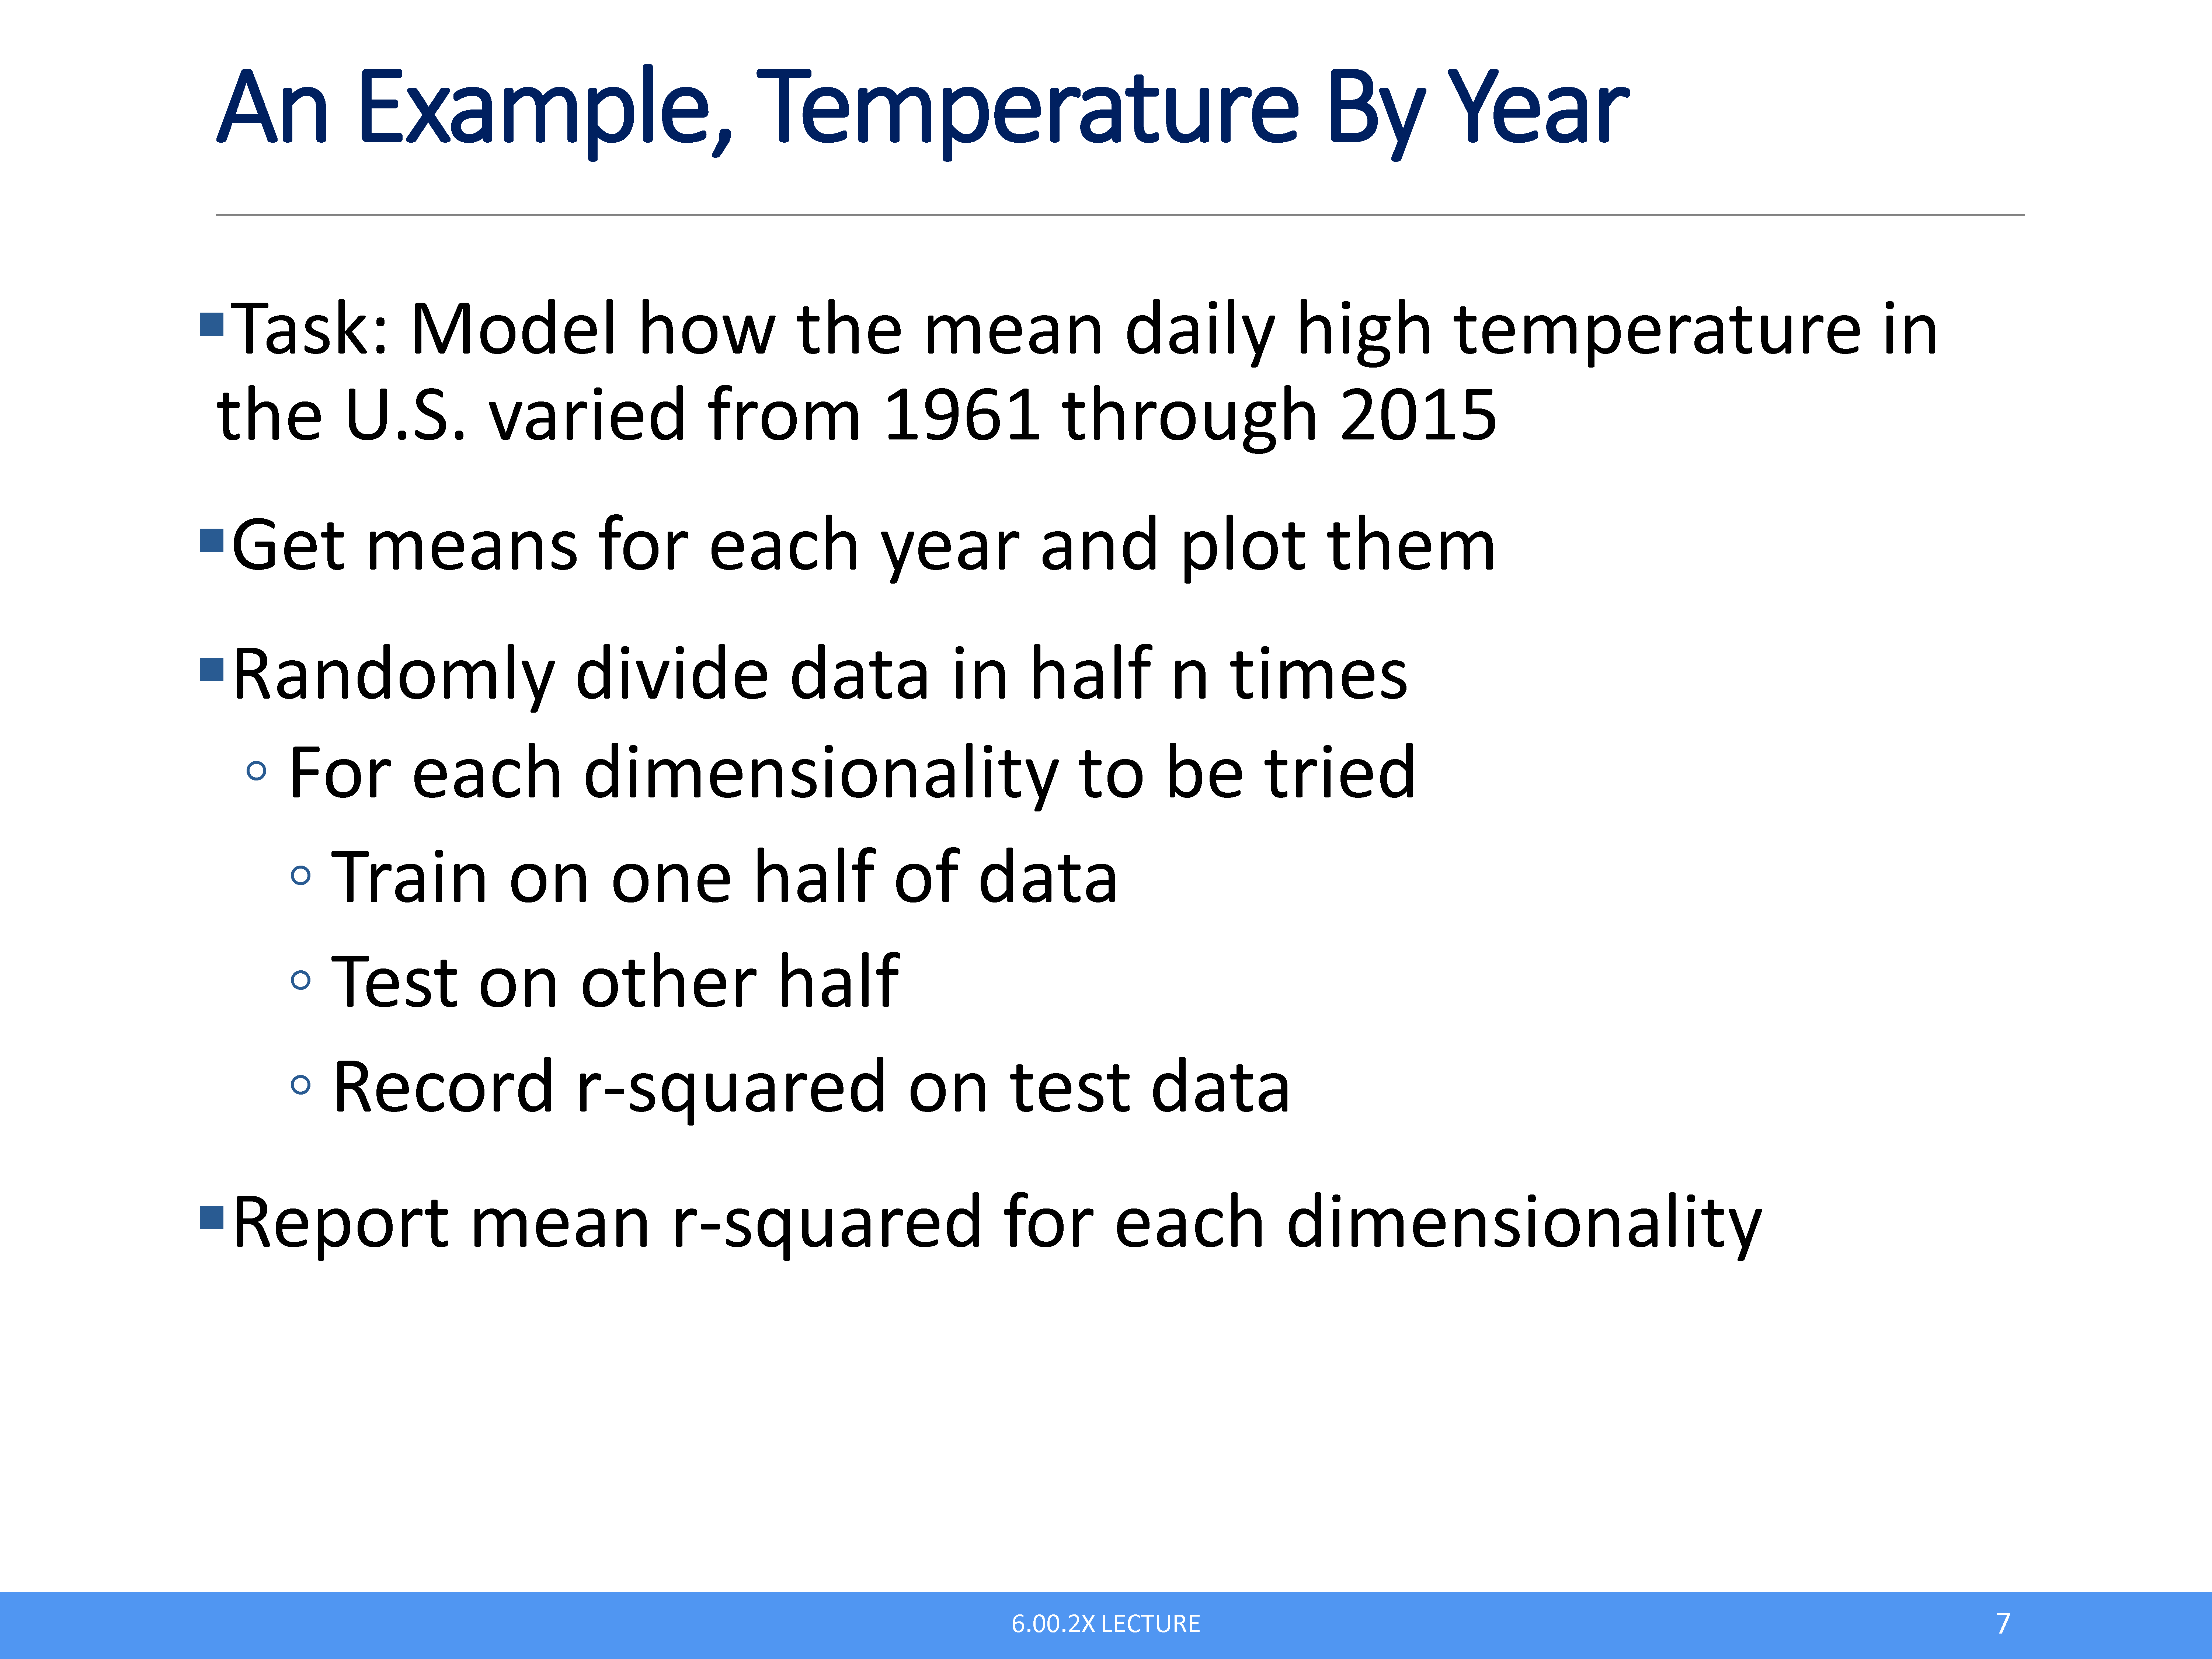 An Example, Temperature By Year
▪Task: Model how the mean daily high temperature in
the U.S. varied from 1961 through 2015
▪Get means for each year and plot them
▪Randomly divide data in half n times
◦ For each dimensionality to be tried
◦ Train on one half of data
◦ Test on other half
◦ Record r-squared on test data
▪Report mean r-squared for each dimensionality
6.00.2X LECTURE
7